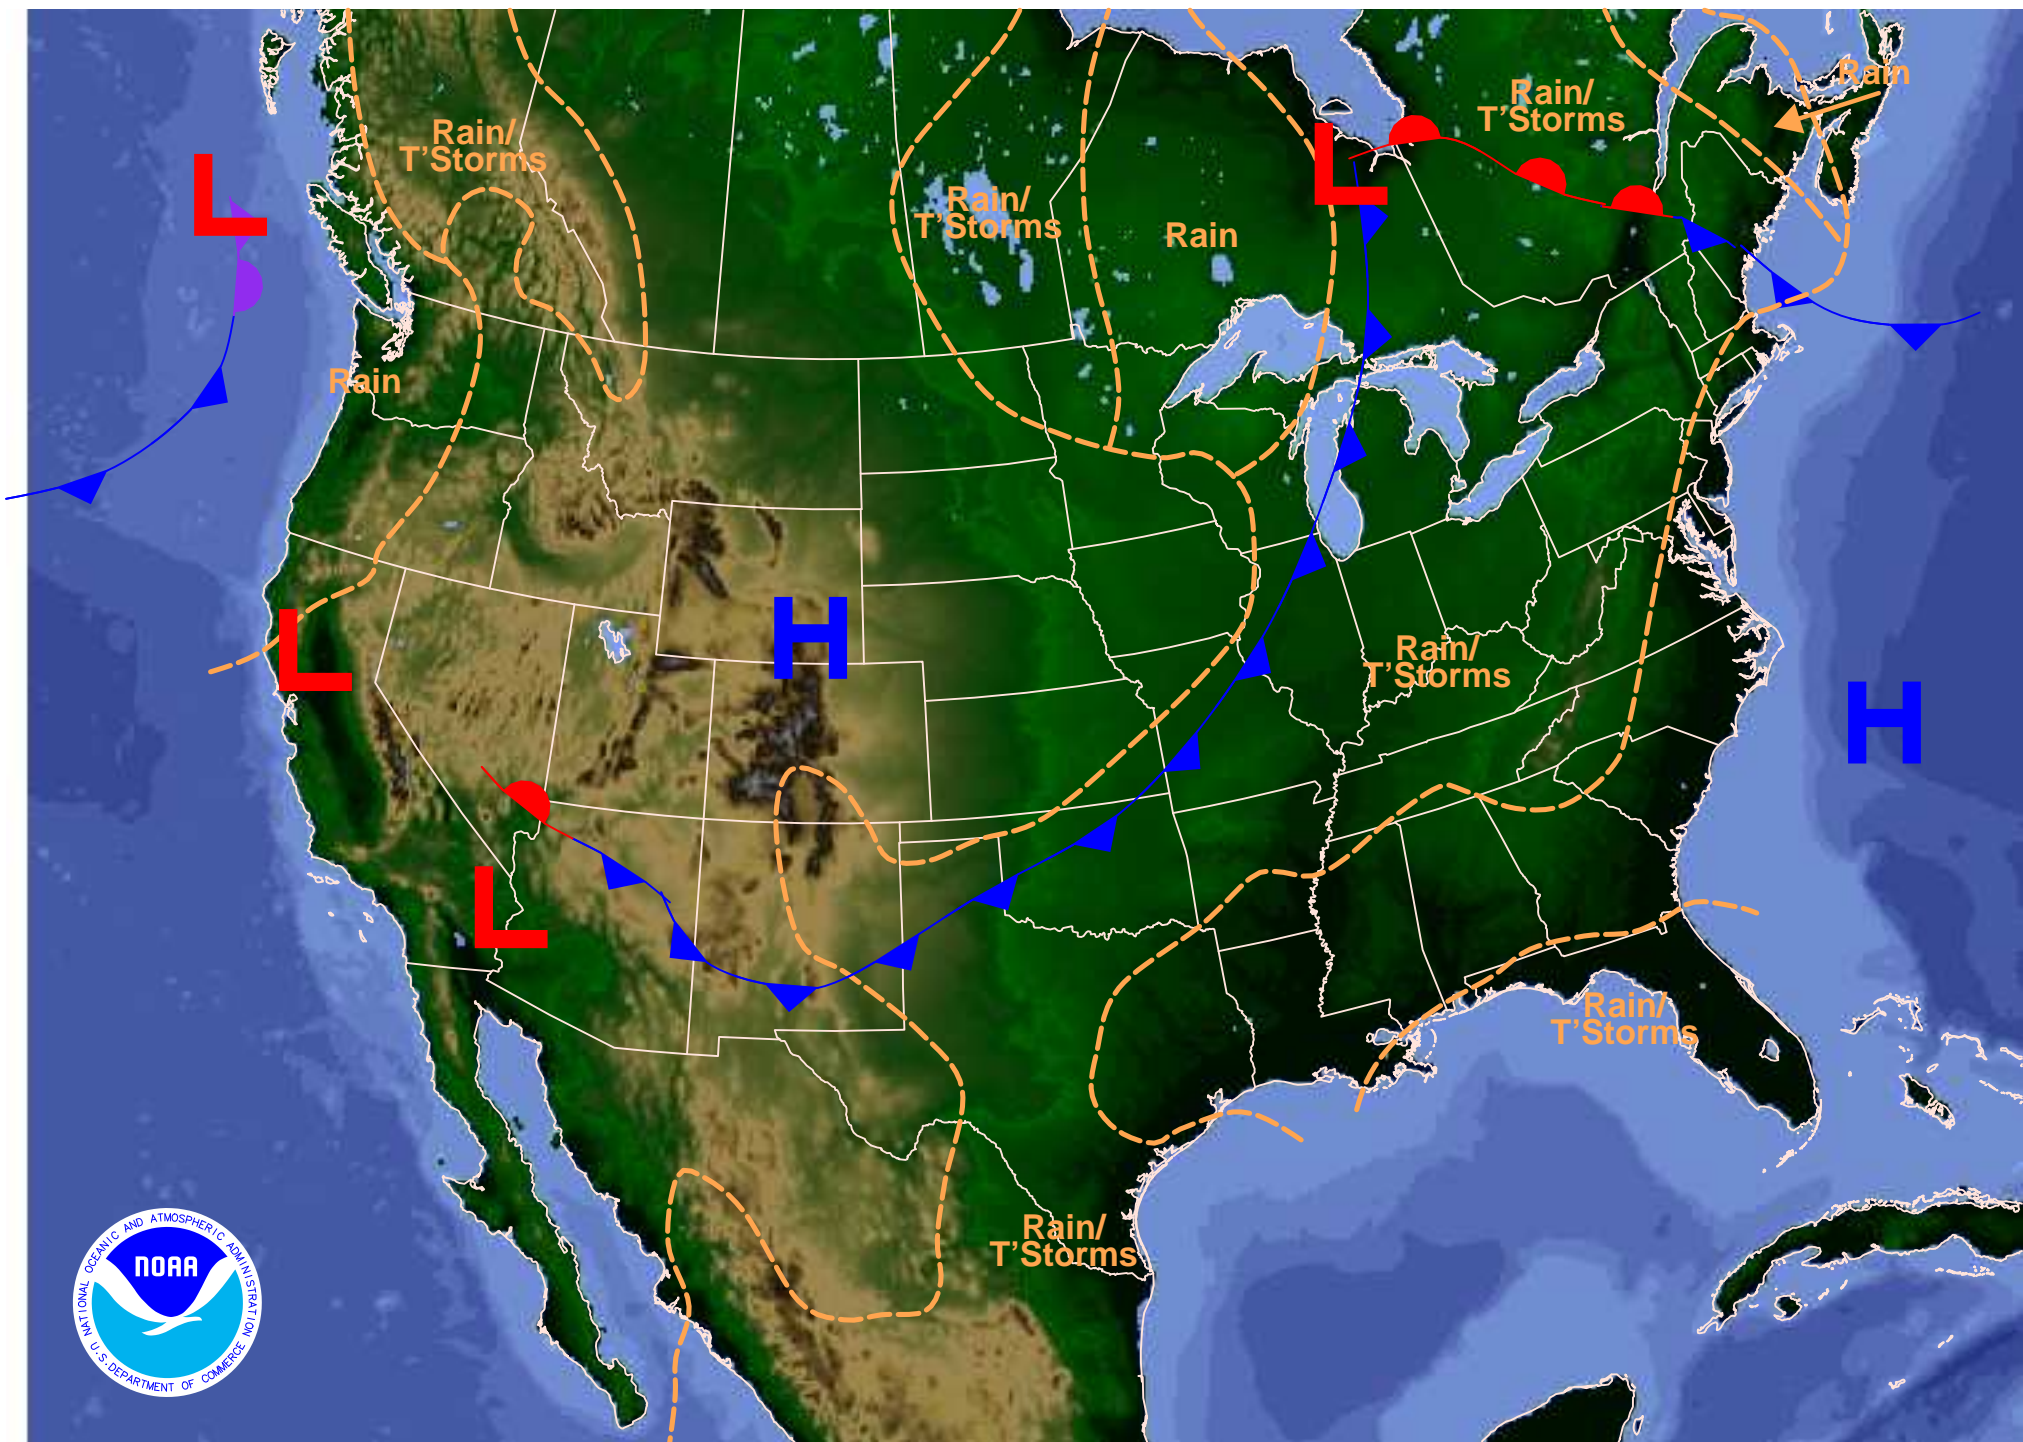 Rain
Rain/
T'Storms
Rain/
T'Storms
L
L
Rain/
T'Storms
Rain
Rain
L
H
Rain/
T'Storms
H
L
Rain/
T'Storms
Rain/
T'Storms
NATIONAL OCEANIC AND ATMOSPHERIC ADMINISTRATION
NOAA
U.S. DEPARTMENT OF COMMERCE